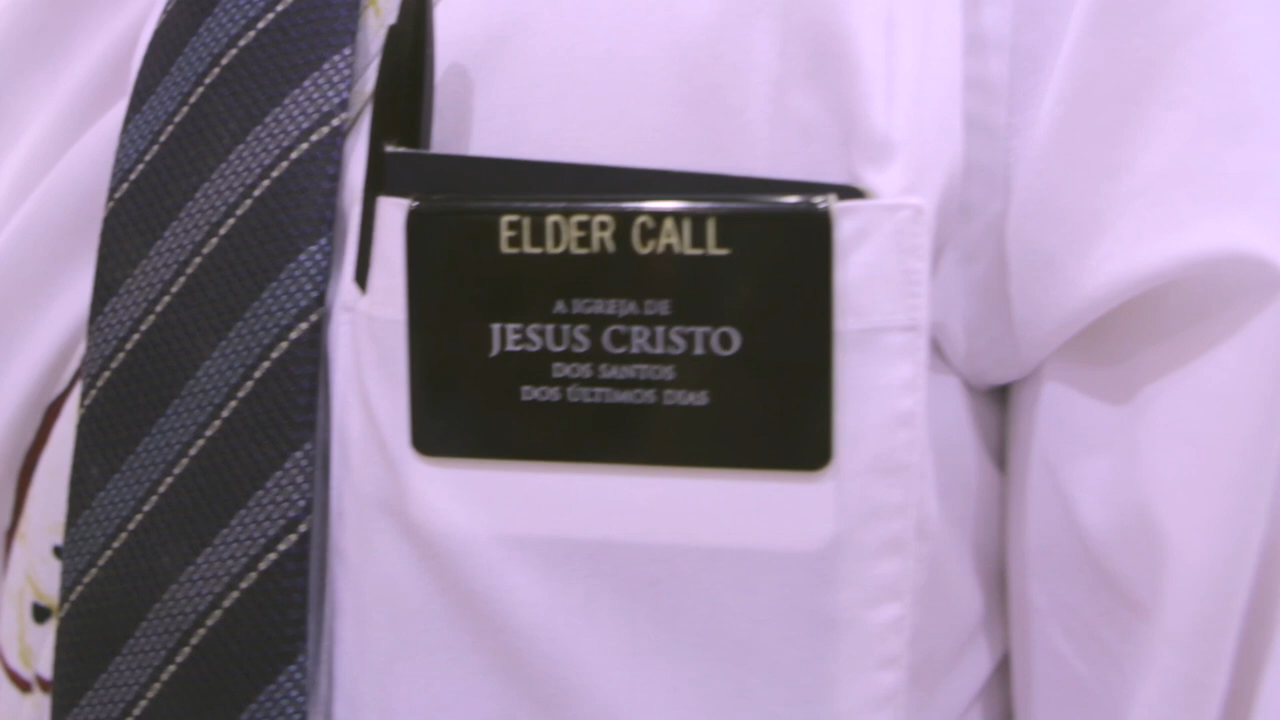 ELDER CALL
A IGREJA DE
JESUS CRISTO
DOS SANTOS
DOS ÚLTIMOS DIAS